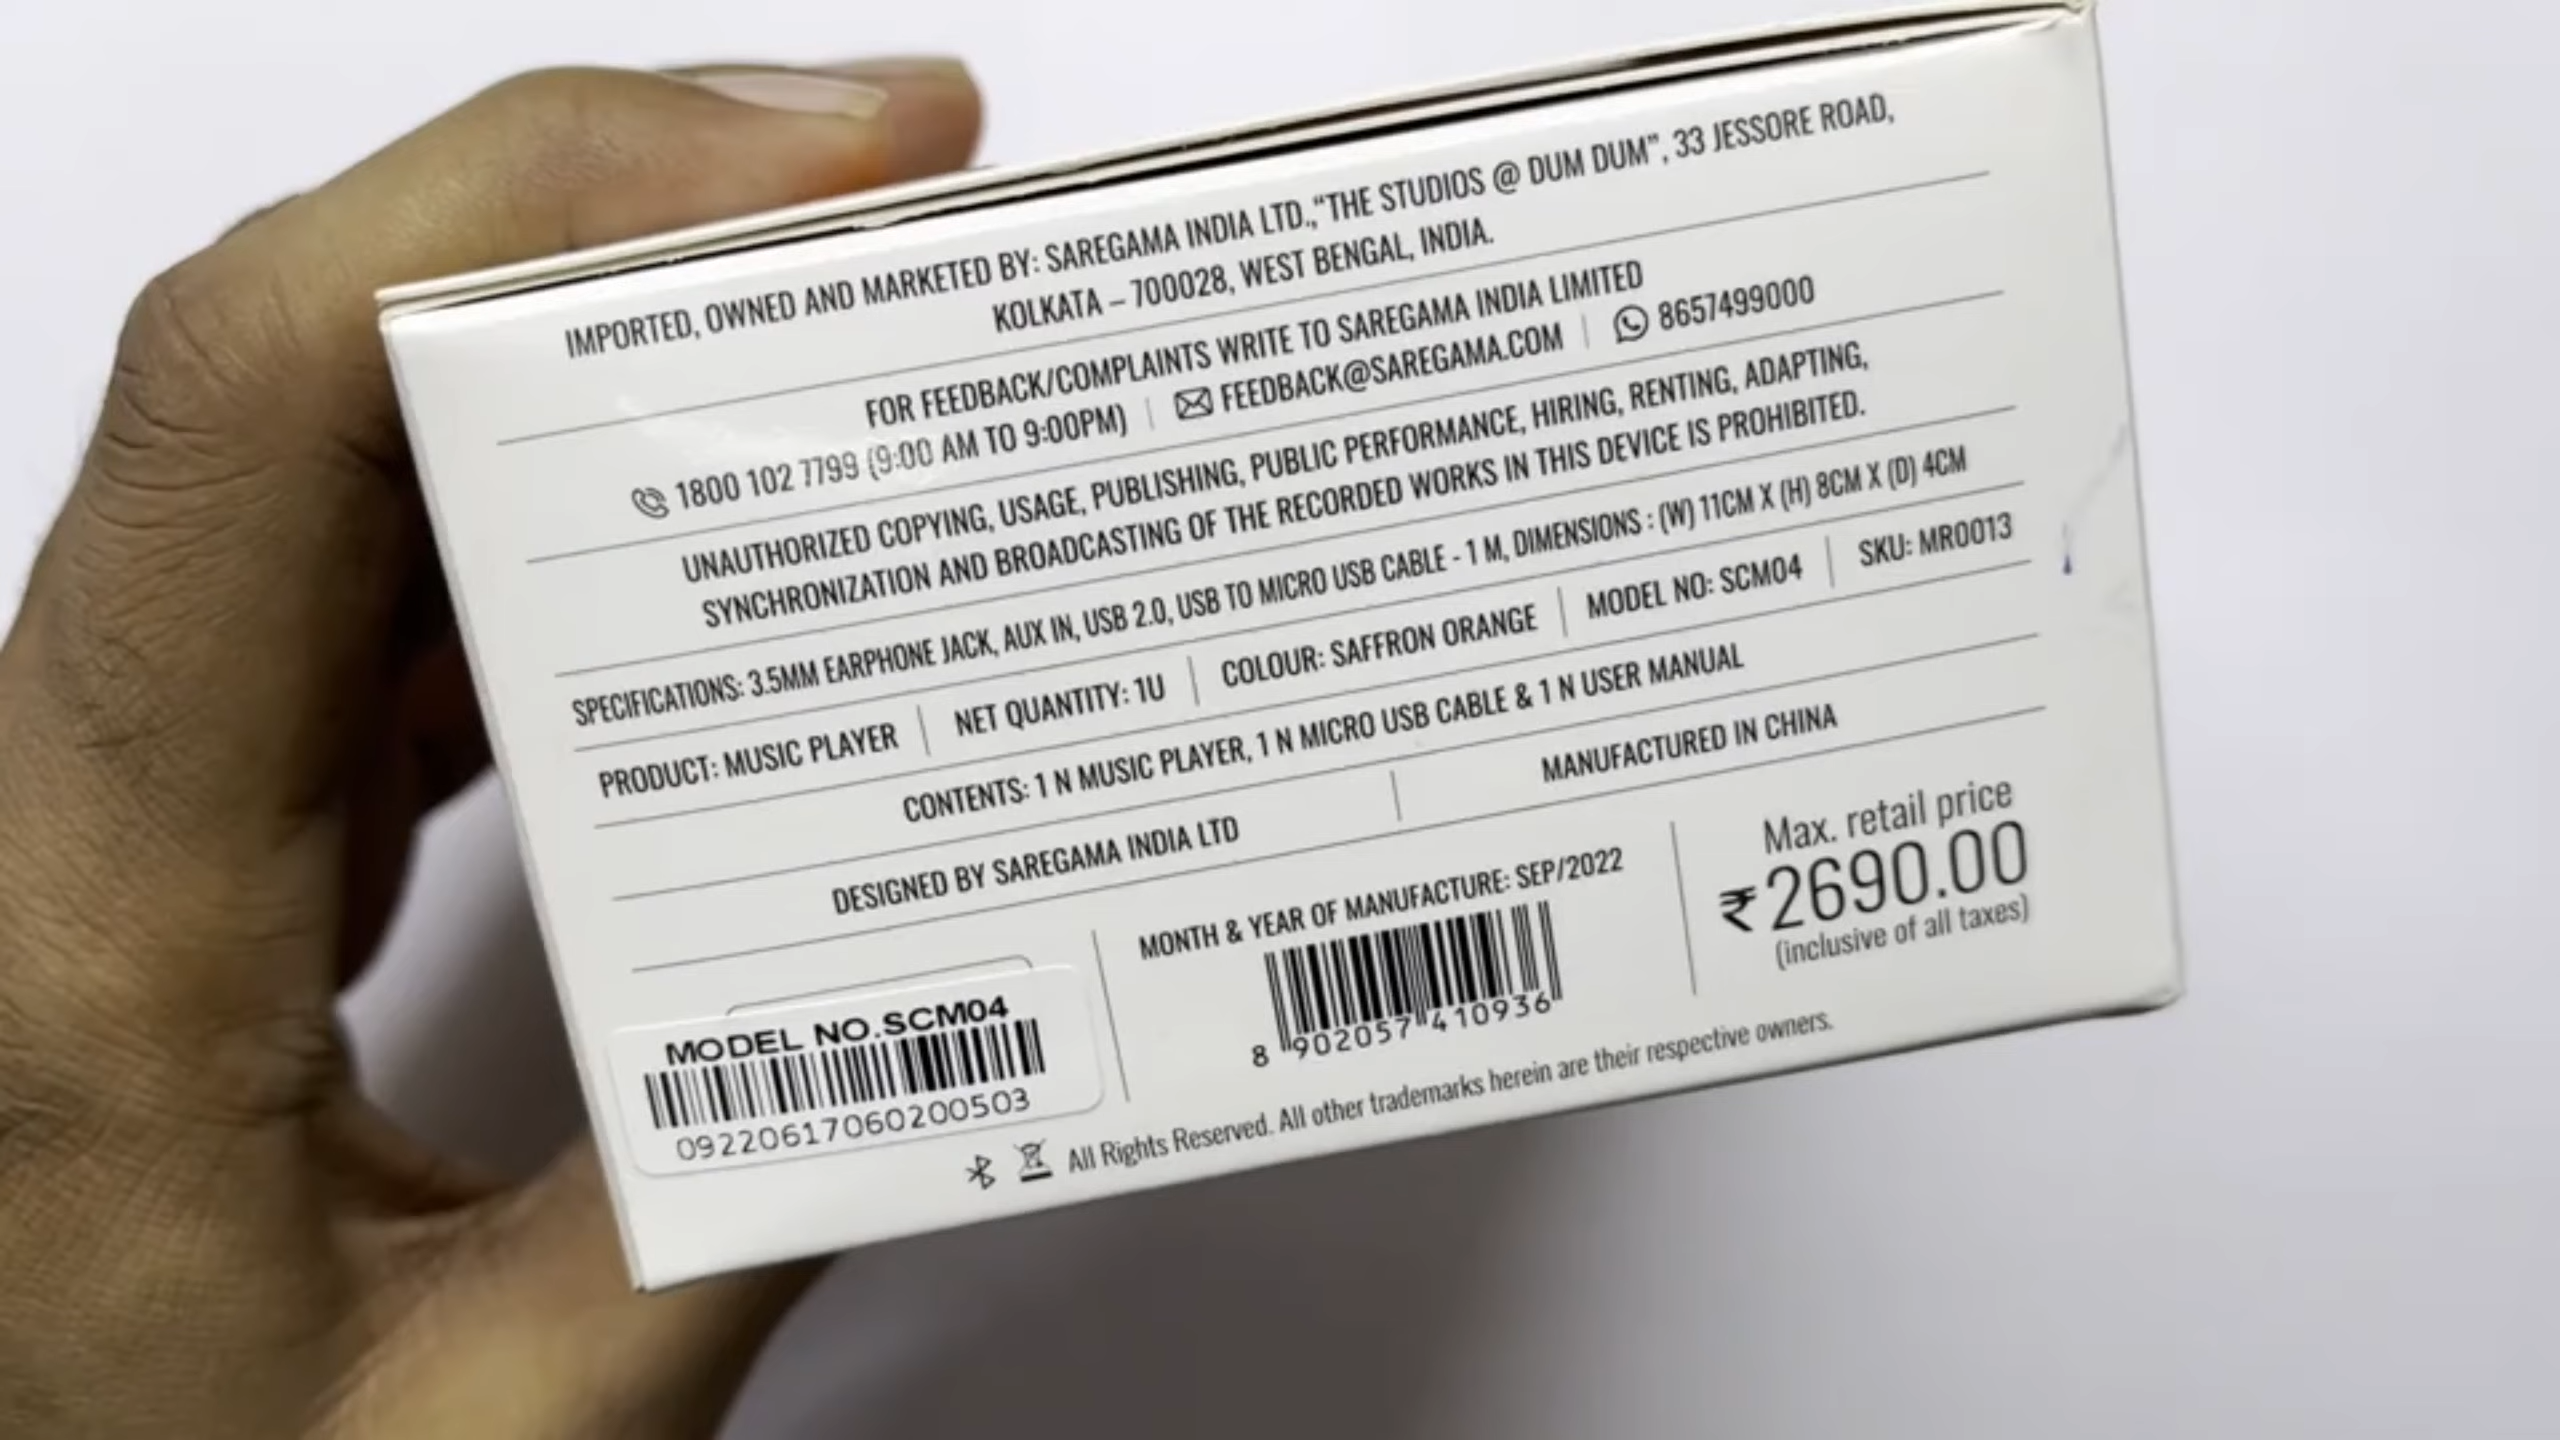 IMPORTED, OWNED AND MARKETED BY: SAREGAMA INDIA LTD.,“THE STUDIOS @ DUM DUM”, 33 JESSORE ROAD,
KOLKATA – 700028, WEST BENGAL, INDIA.
FOR FEEDBACK/COMPLAINTS WRITE TO SAREGAMA INDIA LIMITED
1800 102 7799 (9:00 AM TO 9:00PM) | FEEDBACK@SAREGAMA.COM | 8657499000
UNAUTHORIZED COPYING, USAGE, PUBLISHING, PUBLIC PERFORMANCE, HIRING, RENTING, ADAPTING,
SYNCHRONIZATION AND BROADCASTING OF THE RECORDED WORKS IN THIS DEVICE IS PROHIBITED.
SPECIFICATIONS: 3.5MM EARPHONE JACK, AUX IN, USB 2.0, USB TO MICRO USB CABLE - 1 M, DIMENSIONS : (W) 11CM X (H) 8CM X (D) 4CM
PRODUCT: MUSIC PLAYER | NET QUANTITY: 1U | COLOUR: SAFFRON ORANGE | MODEL NO: SCM04 | SKU: MR0013
CONTENTS: 1 N MUSIC PLAYER, 1 N MICRO USB CABLE & 1 N USER MANUAL
DESIGNED BY SAREGAMA INDIA LTD | MANUFACTURED IN CHINA
MODEL NO.SCM04
09220617060200503
MONTH & YEAR OF MANUFACTURE: SEP/2022
8 902057 410936
Max. retail price
₹2690.00
(inclusive of all taxes)
All Rights Reserved. All other trademarks herein are their respective owners.